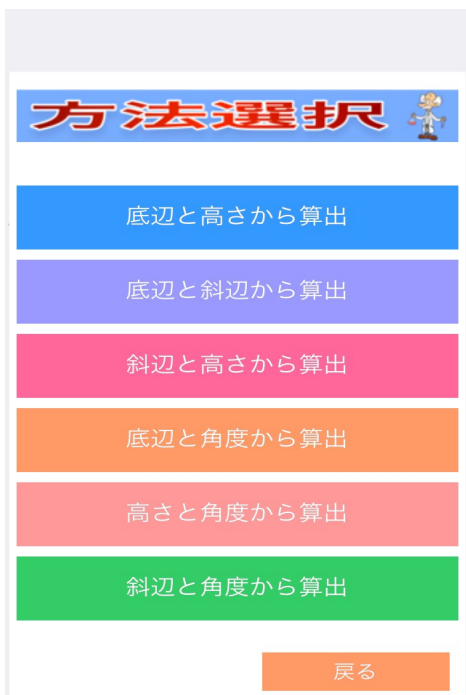 方法選択
底辺と高さから算出
底辺と斜辺から算出
斜辺と高さから算出
底辺と角度から算出
高さと角度から算出
斜辺と角度から算出
戻る